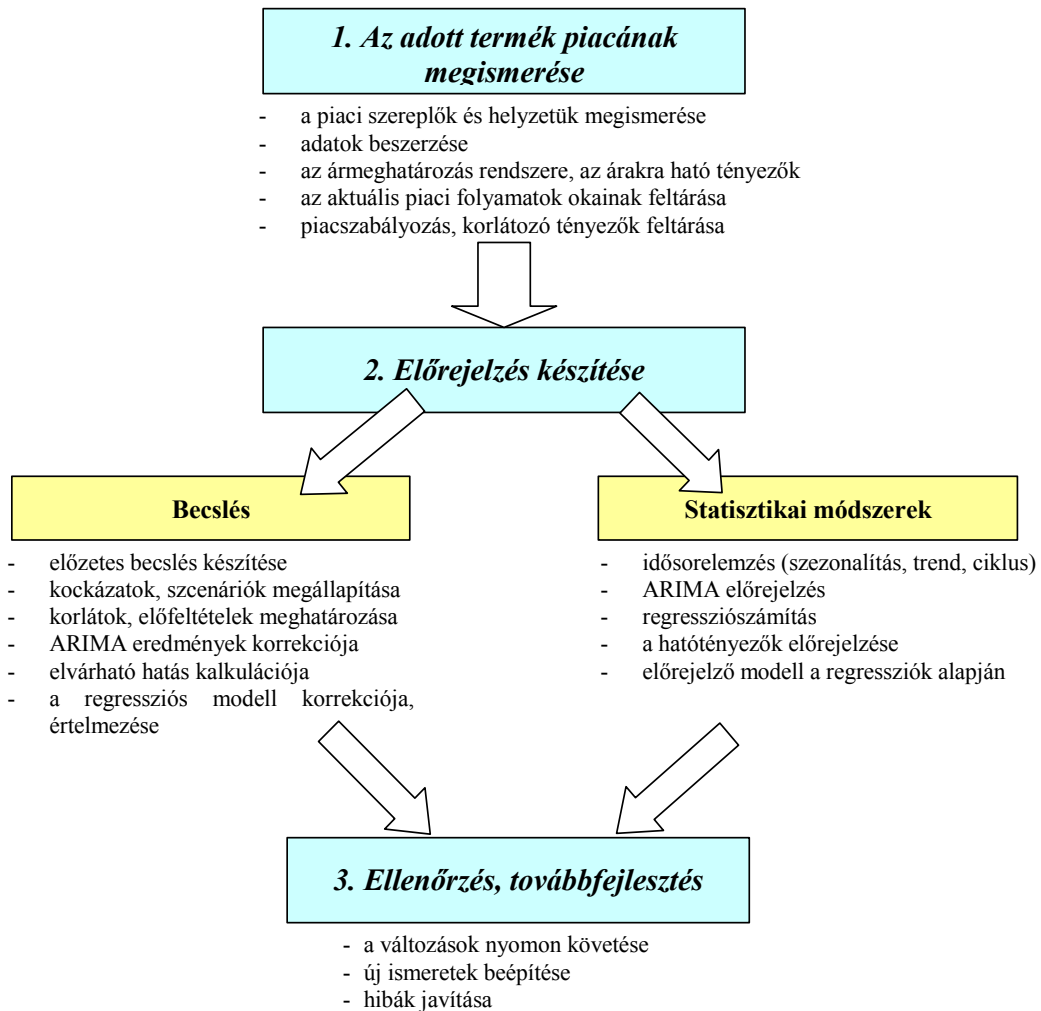 1. Az adott termék piacának
megismerése
- a piaci szereplők és helyzetük megismerése
- adatok beszerzése
- az ármeghatározás rendszere, az árakra ható tényezők
- az aktuális piaci folyamatok okainak feltárása
- piacszabályozás, korlátozó tényezők feltárása
2. Előrejelzés készítése
Becslés
- előzetes becslés készítése
- kockázatok, szcenáriók megállapítása
- korlátok, előfeltételek meghatározása
- ARIMA eredmények korrekciója
- elvárható hatás kalkulációja
- a regressziós modell korrekciója,
értelmezése
Statisztikai módszerek
- idősorelemzés (szezonalítás, trend, ciklus)
- ARIMA előrejelzés
- regressziószámítás
- a hatótényezők előrejelzése
- előrejelző modell a regressziók alapján
3. Ellenőrzés, továbbfejlesztés
- a változások nyomon követése
- új ismeretek beépítése
- hibák javítása